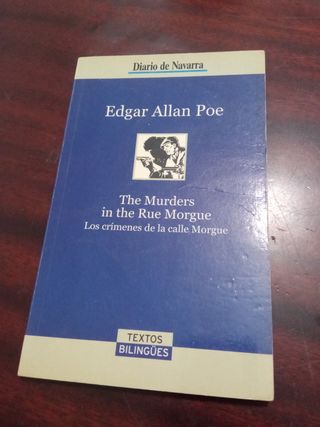 Diario de Navarra
Edgar Allan Poe
The Murders
in the Rue Morgue
Los crímenes de la calle Morgue
TEXTOS
BILINGÜES